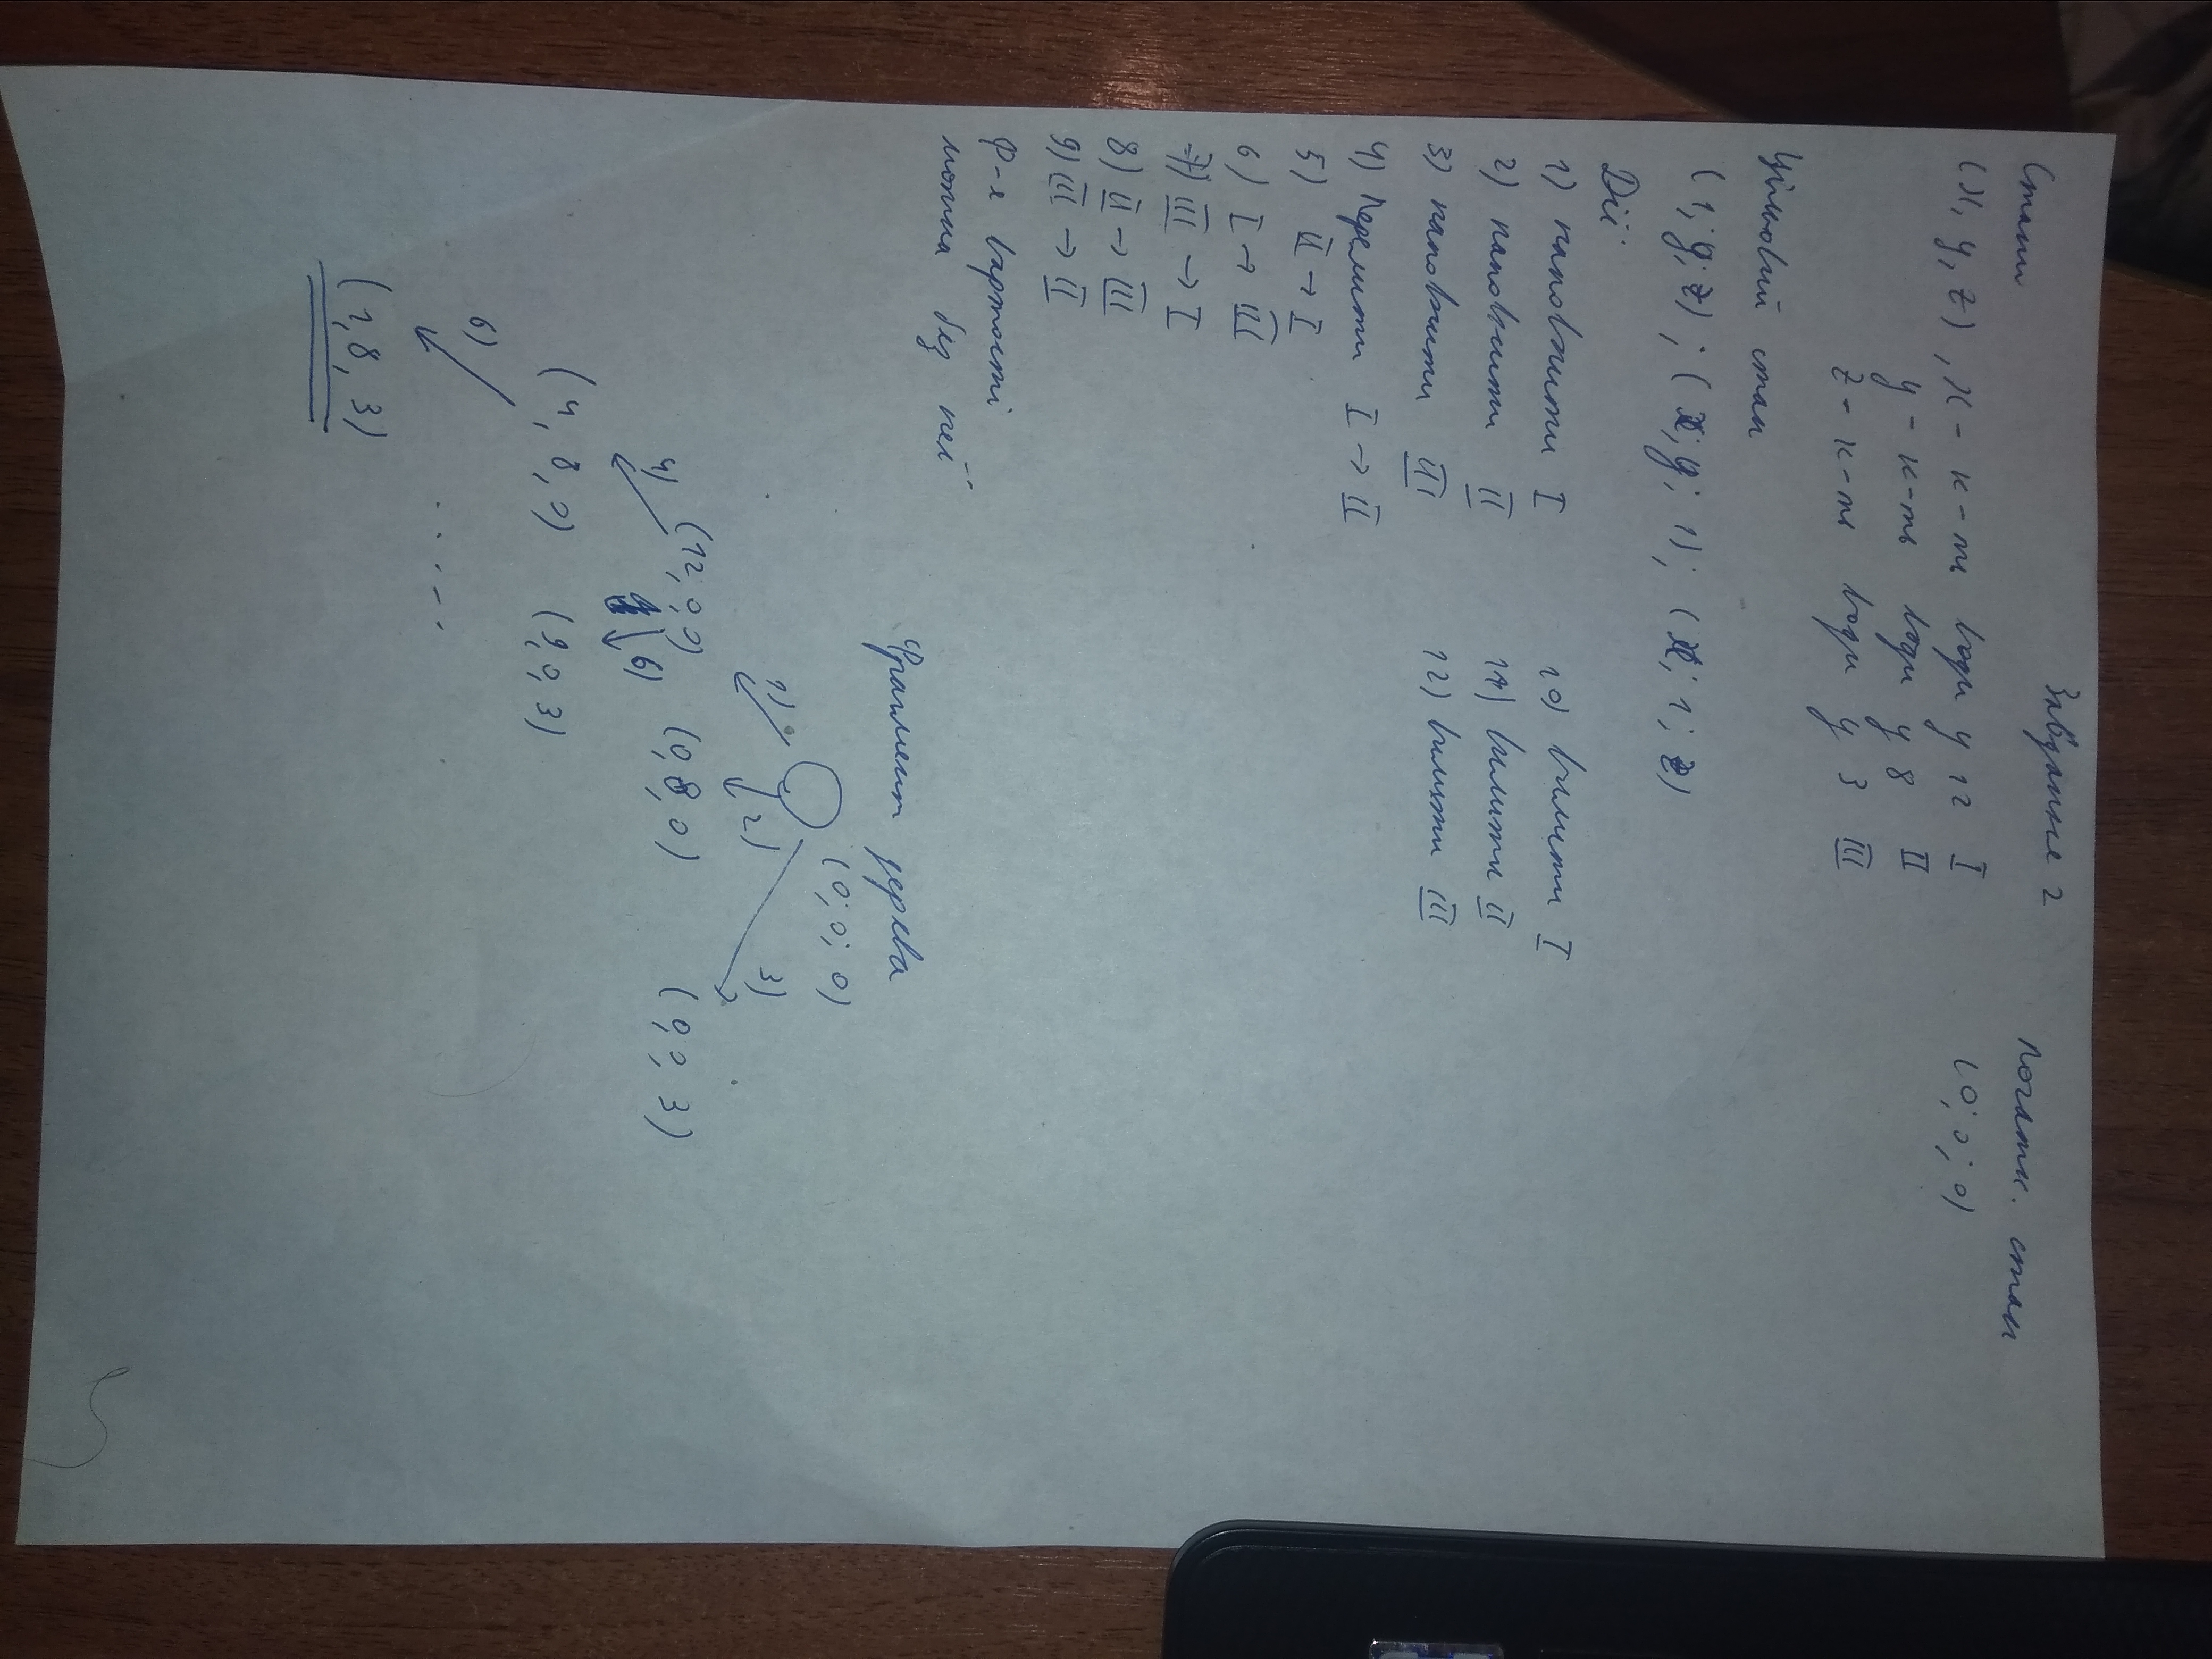 Завдання 2
Стани
Початк. стан
(x, y, z), x - к-ть води у 12 I
(0; 0; 0)
y - к-ть води у 8 II
z - к-ть води у 3 III
Цільовий стан
(1; y; z); (x; y; 1); (x; 1; z)
Дії:
1) наповнити I
10) вилити I
2) наповнити II
11) вилити II
3) наповнити III
12) вилити III
4) Перелити I → II
5) II → I
6) I → III
7) III → I
8) II → III
9) III → II
Ф-я вартості
можна без неї
Фрагмент дерева
(0; 0; 0)
1) 2) 3)
(12, 0, 0) (0, 8, 0) (0, 0, 3)
4) 6)
(4, 8, 0) (9, 0, 3)
6)
(1, 8, 3)